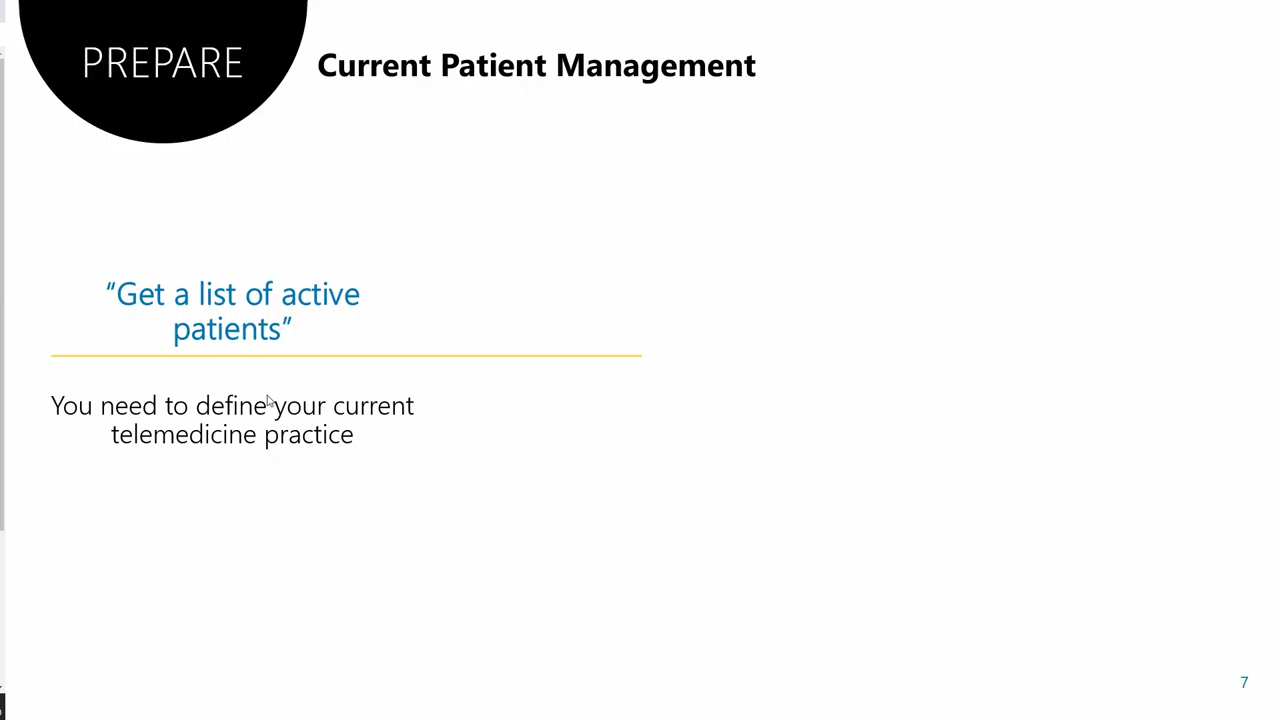 PREPARE
Current Patient Management
“Get a list of active
patients”
You need to define your current
telemedicine practice
7